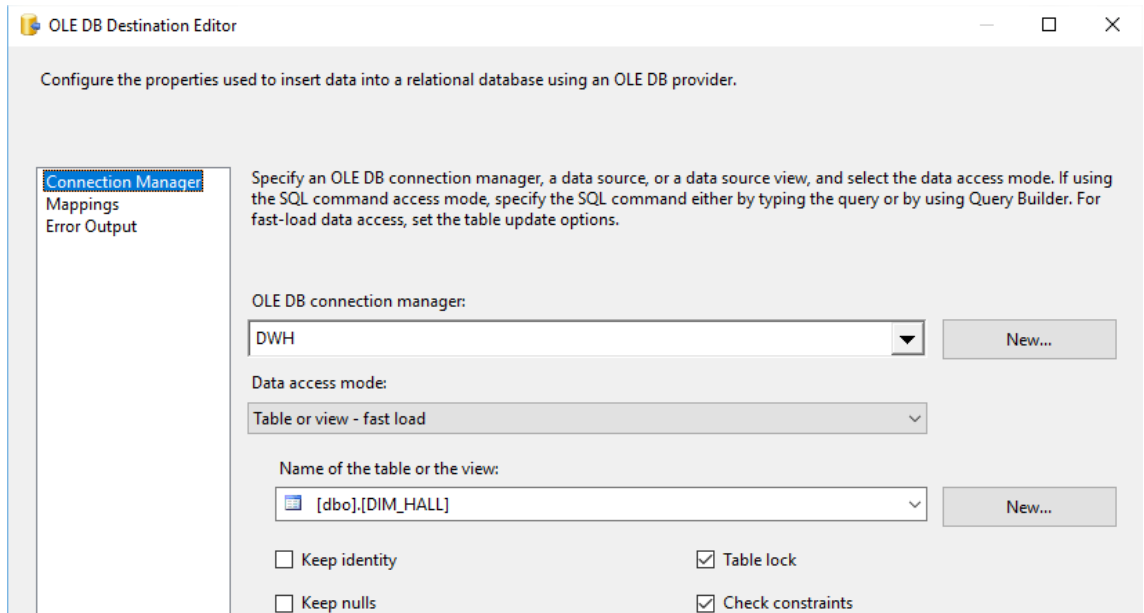 OLE DB Destination Editor
Configure the properties used to insert data into a relational database using an OLE DB provider.
Connection Manager
Mappings
Error Output
Specify an OLE DB connection manager, a data source, or a data source view, and select the data access mode. If using
the SQL command access mode, specify the SQL command either by typing the query or by using Query Builder. For
fast-load data access, set the table update options.
OLE DB connection manager:
DWH
New...
Data access mode:
Table or view - fast load
Name of the table or the view:
[dbo].[DIM_HALL]
New...
Keep identity
Table lock
Keep nulls
Check constraints